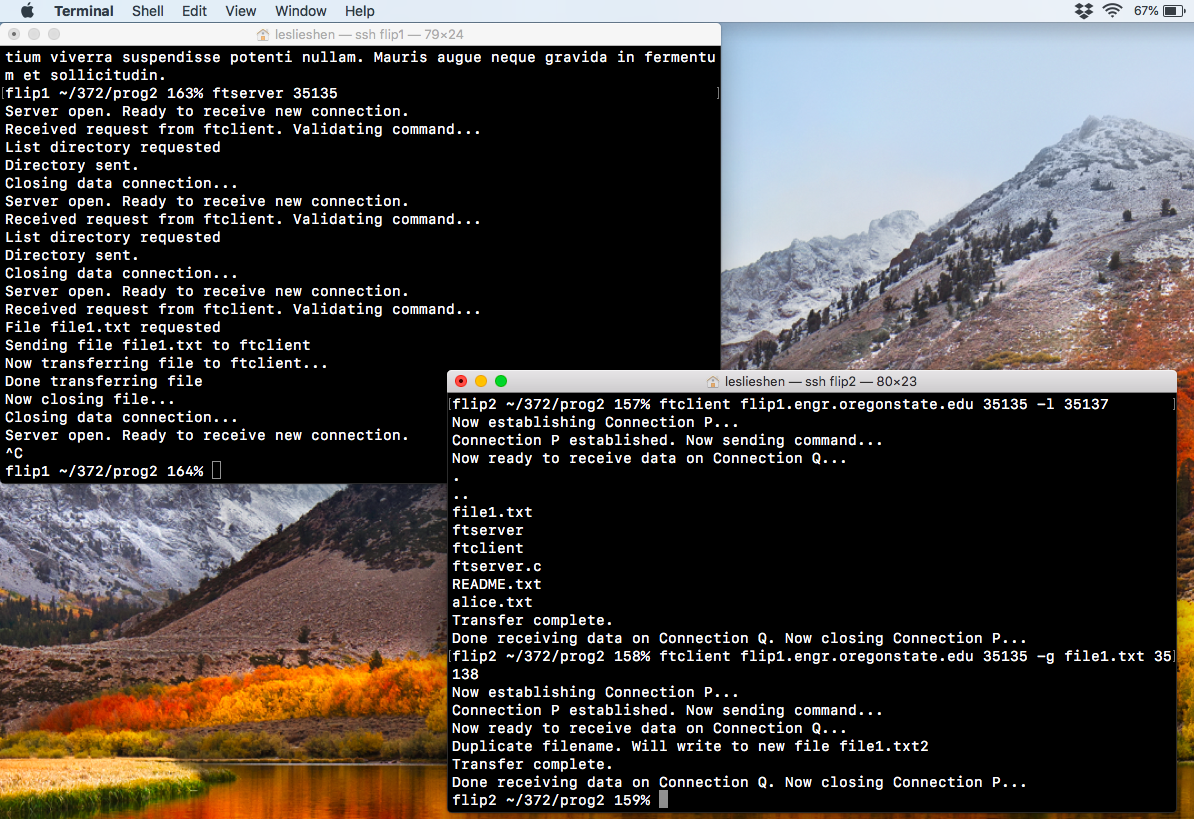 Terminal Shell Edit View Window Help 67%
leslieshen — ssh flip1 — 79×24
tium viverra suspendisse potenti nullam. Mauris augue neque gravida in fermentu
m et sollicitudin.
[flip1 ~/372/prog2 163% ftserver 35135 ]
Server open. Ready to receive new connection.
Received request from ftclient. Validating command...
List directory requested
Directory sent.
Closing data connection...
Server open. Ready to receive new connection.
Received request from ftclient. Validating command...
List directory requested
Directory sent.
Closing data connection...
Server open. Ready to receive new connection.
Received request from ftclient. Validating command...
File file1.txt requested
Sending file file1.txt to ftclient
Now transferring file to ftclient...
Done transferring file
Now closing file...
Closing data connection...
Server open. Ready to receive new connection.
^C
flip1 ~/372/prog2 164%
leslieshen — ssh flip2 — 80×23
[flip2 ~/372/prog2 157% ftclient flip1.engr.oregonstate.edu 35135 -l 35137 ]
Now establishing Connection P...
Connection P established. Now sending command...
Now ready to receive data on Connection Q...
.
..
file1.txt
ftserver
ftclient
ftserver.c
README.txt
alice.txt
Transfer complete.
Done receiving data on Connection Q. Now closing Connection P...
[flip2 ~/372/prog2 158% ftclient flip1.engr.oregonstate.edu 35135 -g file1.txt 35]
138
Now establishing Connection P...
Connection P established. Now sending command...
Now ready to receive data on Connection Q...
Duplicate filename. Will write to new file file1.txt2
Transfer complete.
Done receiving data on Connection Q. Now closing Connection P...
flip2 ~/372/prog2 159%